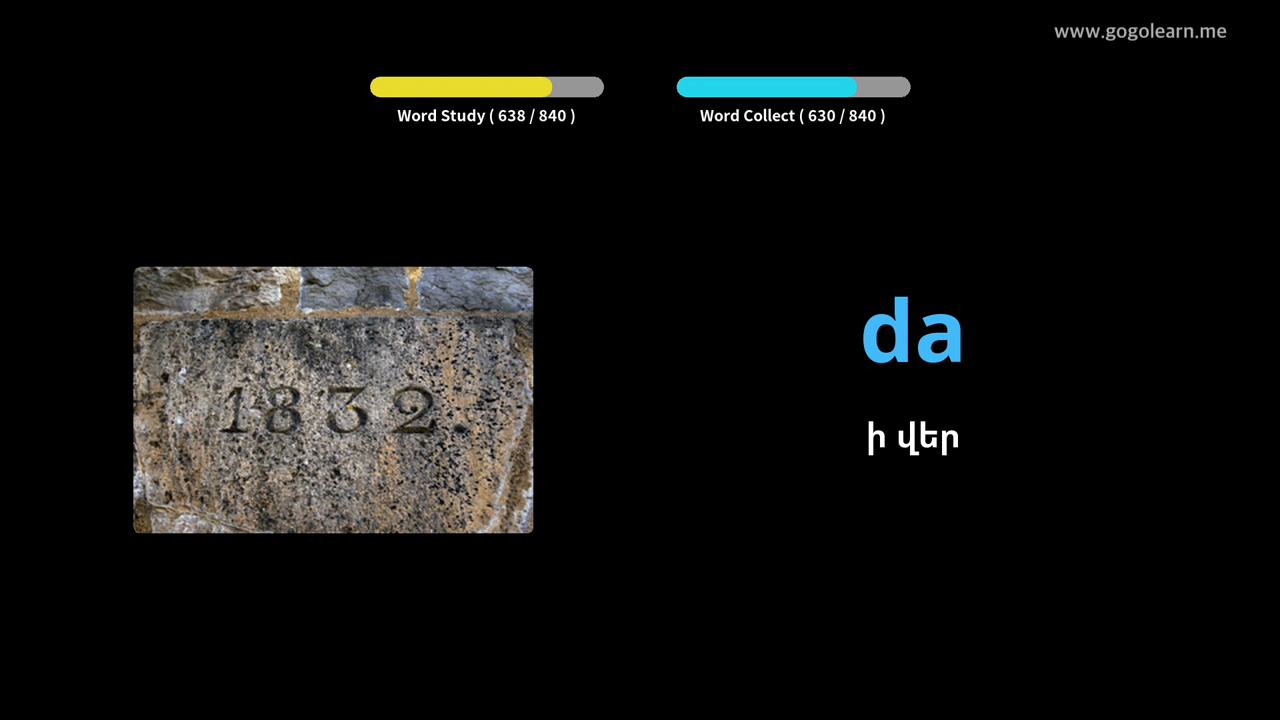 www.gogolearn.me
Word Study ( 638 / 840 )
Word Collect ( 630 / 840 )
1832.
da
ի վեր